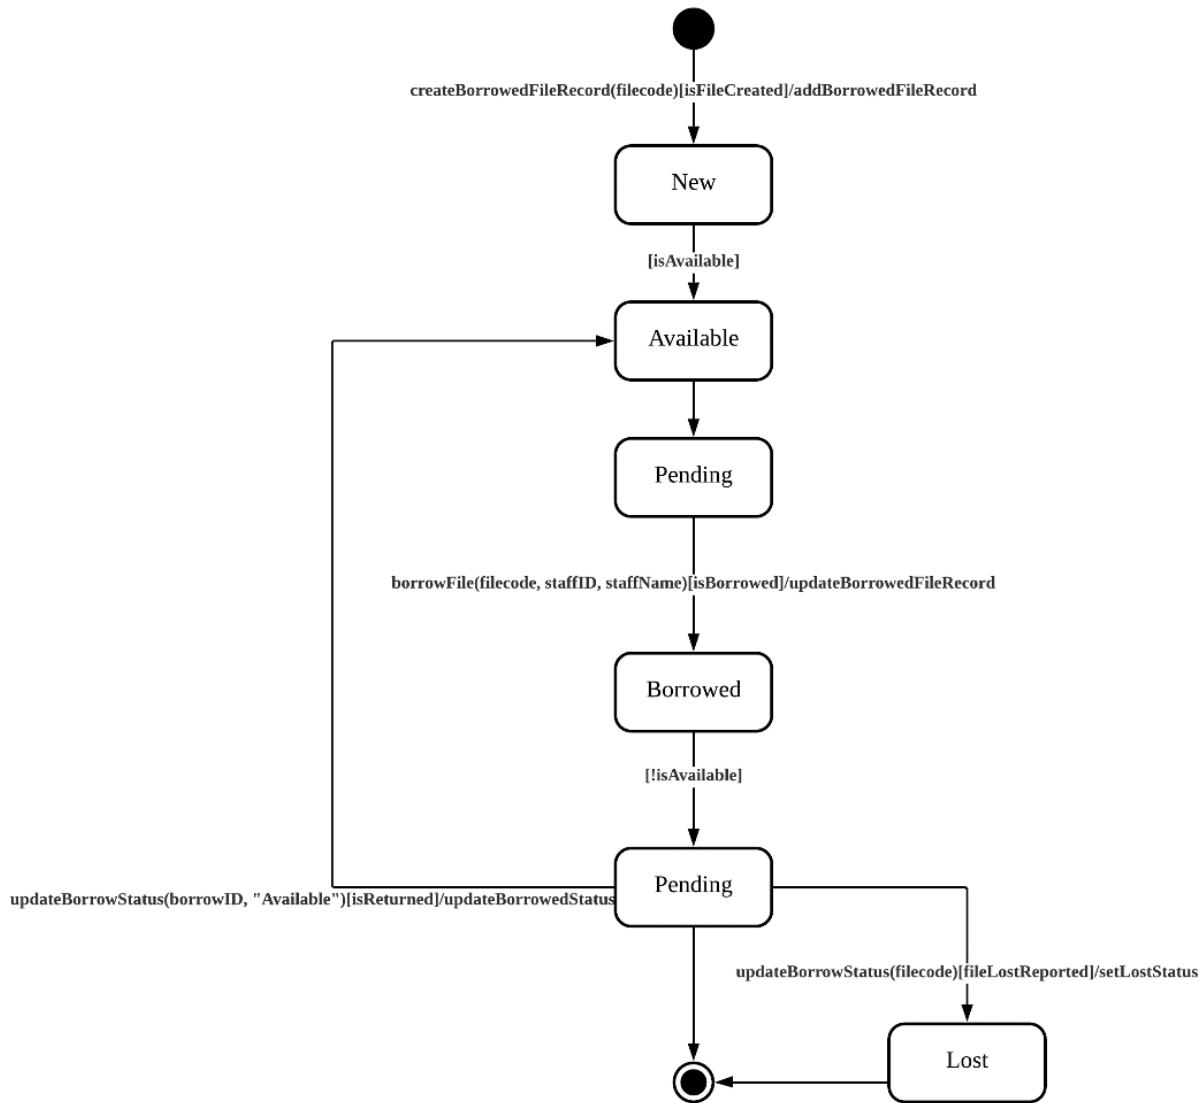 createBorrowedFileRecord(filecode)[isFileCreated]/addBorrowedFileRecord
New
[isAvailable]
Available
Pending
borrowFile(filecode, staffID, staffName)[isBorrowed]/updateBorrowedFileRecord
Borrowed
[!isAvailable]
Pending
updateBorrowStatus(borrowID, "Available")[isReturned]/updateBorrowedStatus
updateBorrowStatus(filecode)[fileLostReported]/setLostStatus
Lost